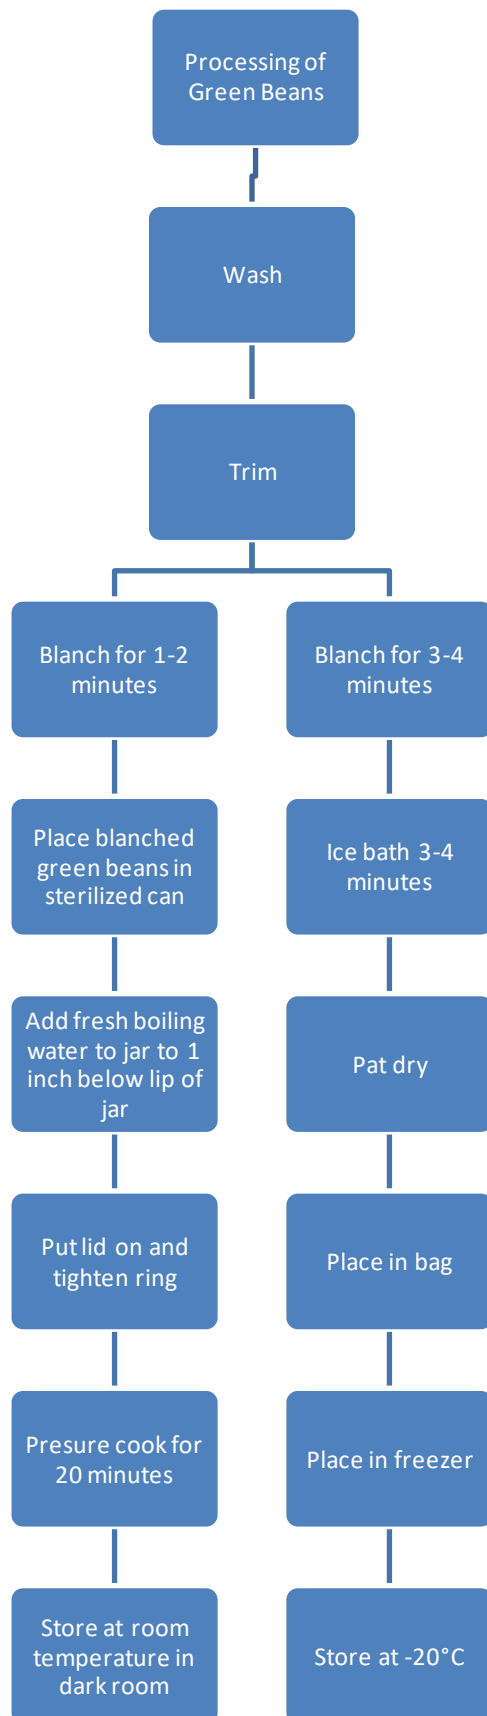 Processing of
Green Beans
Wash
Trim
Blanch for 1-2
minutes
Place blanched
green beans in
sterilized can
Add fresh boiling
water to jar to 1
inch below lip of
jar
Put lid on and
tighten ring
Presure cook for
20 minutes
Store at room
temperature in
dark room
Blanch for 3-4
minutes
Ice bath 3-4
minutes
Pat dry
Place in bag
Place in freezer
Store at -20°C